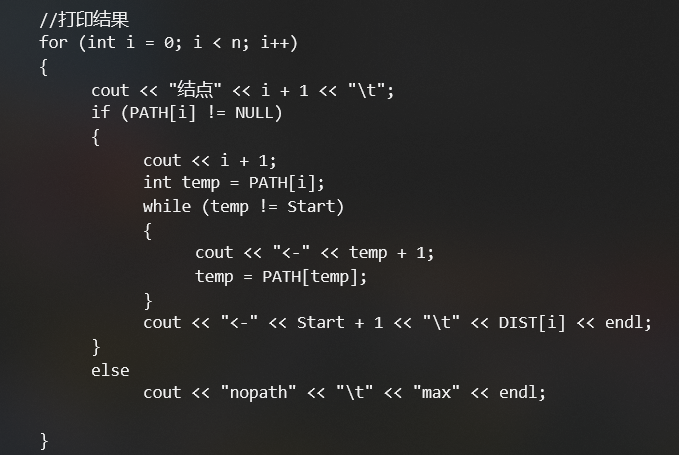 //打印结果
for (int i = 0; i < n; i++)
{
cout << "结点" << i + 1 << "\t";
if (PATH[i] != NULL)
{
cout << i + 1;
int temp = PATH[i];
while (temp != Start)
{
cout << "<-" << temp + 1;
temp = PATH[temp];
}
cout << "<-" << Start + 1 << "\t" << DIST[i] << endl;
}
else
cout << "nopath" << "\t" << "max" << endl;
}